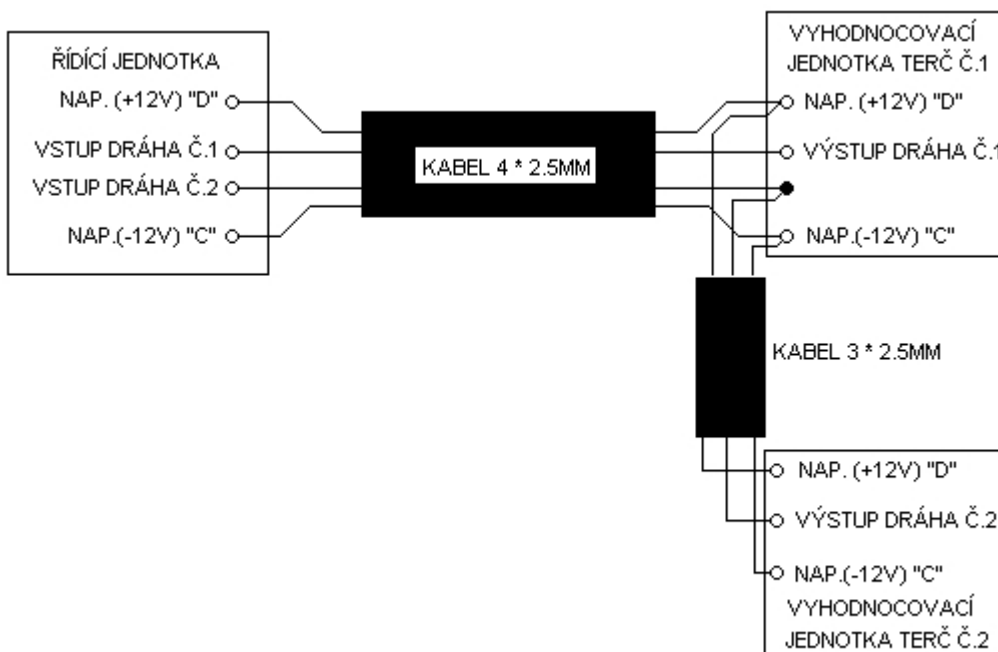 ŘÍDÍCÍ JEDNOTKA
NAP. (+12V) "D"
VSTUP DRÁHA Č.1
VSTUP DRÁHA Č.2
NAP.(-12V) "C"
KABEL 4 * 2.5MM
VYHODNOCOVACÍ
JEDNOTKA TERČ Č.1
NAP. (+12V) "D"
VÝSTUP DRÁHA Č.1
NAP.(-12V) "C"
KABEL 3 * 2.5MM
NAP. (+12V) "D"
VÝSTUP DRÁHA Č.2
NAP.(-12V) "C"
VYHODNOCOVACÍ
JEDNOTKA TERČ Č.2